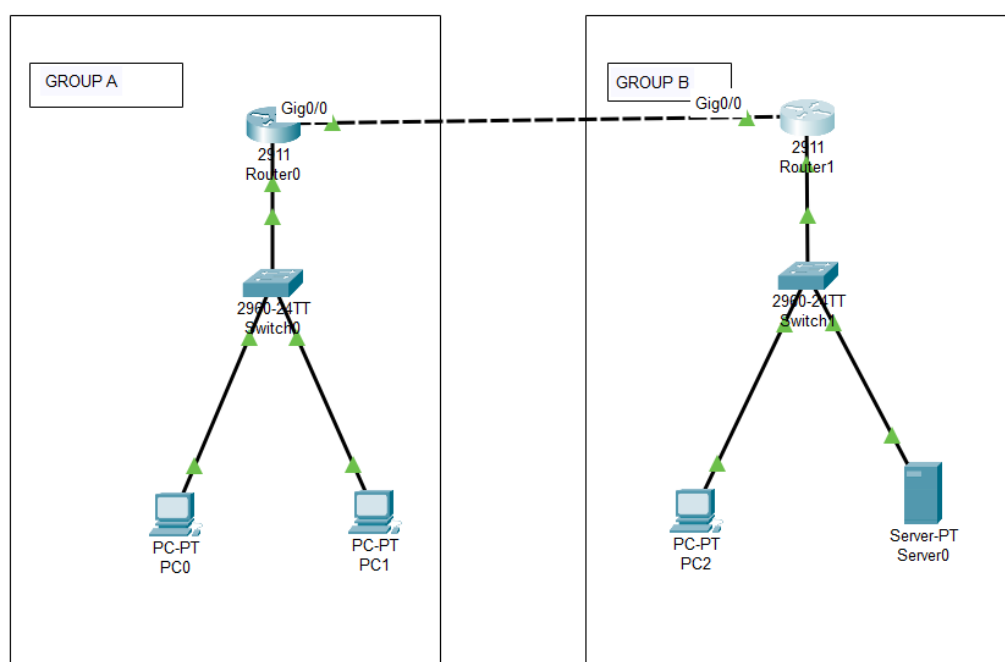 GROUP A
GROUP B
Gig0/0
Gig0/0
2911
Router0
2911
Router1
2960-24TT
Switch0
2960-24TT
Switch1
PC-PT
PC0
PC-PT
PC1
PC-PT
PC2
Server-PT
Server0